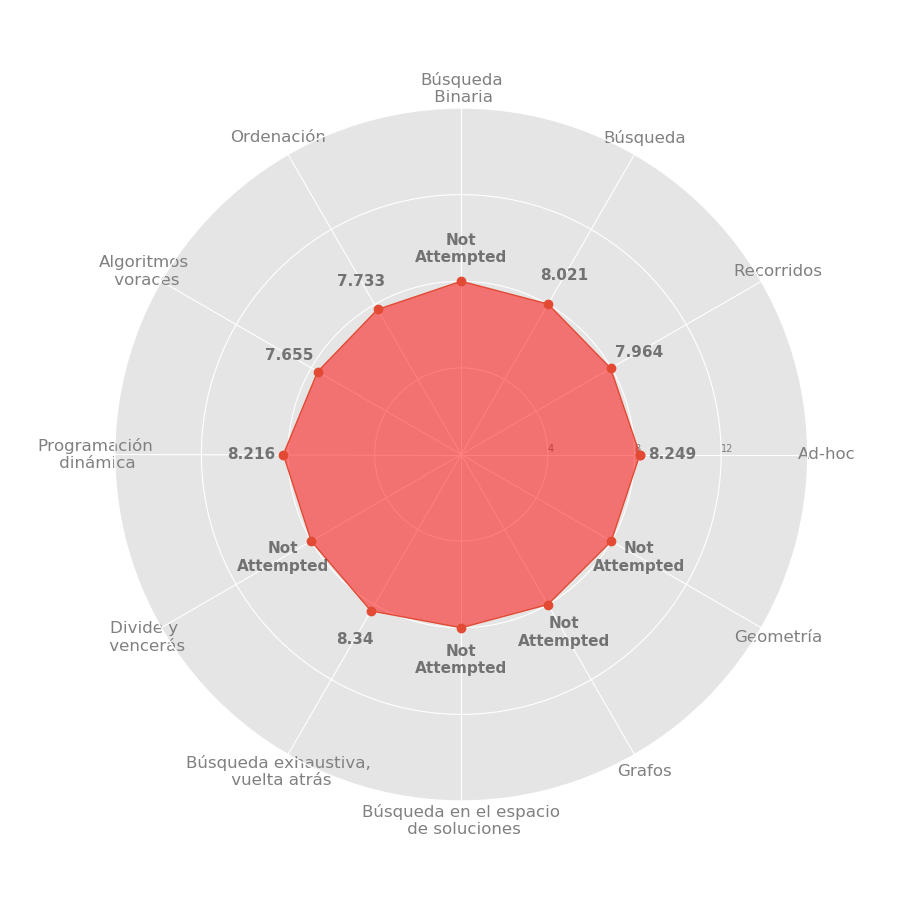 Búsqueda
Binaria
Ordenación
Búsqueda
Not
Attempted
Algoritmos
voraces
7.733
8.021
Recorridos
7.655
7.964
Programación
dinámica
8.216
4
8
12
8.249
Ad-hoc
Not
Attempted
Not
Attempted
Divide y
vencerás
8.34
Not
Attempted
Not
Attempted
Geometría
Búsqueda exhaustiva,
vuelta atrás
Grafos
Búsqueda en el espacio
de soluciones